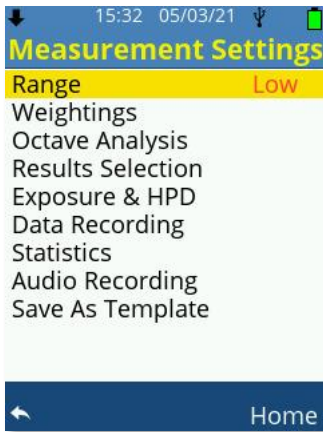 15:32 05/03/21
Measurement Settings
Range Low
Weightings
Octave Analysis
Results Selection
Exposure & HPD
Data Recording
Statistics
Audio Recording
Save As Template
Home